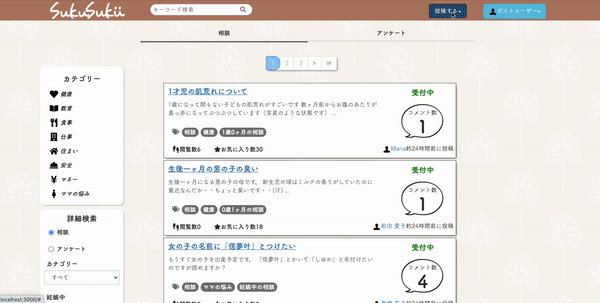 SukuSuku
キーワード検索
投稿する
ゲストユーザー
相談
アンケート
1 2 3
カテゴリー
健康
教育
食事
仕事
住まい
安全
マネー
ママの悩み
詳細検索
相談
アンケート
カテゴリー
すべて
妊娠中
1才児の肌荒れについて
受付中
1歳になって間もない子どもの肌荒れがすごいです 数ヶ月前からお腹のあたりが
真っ赤になってぶつぶつしています（写真のような状態です） ...
コメント数
1
相談 健康 1歳0ヶ月の相談
閲覧数6 お気に入り数30
Maria約24時間前に投稿
生後一ヶ月の男の子の臭い
受付中
生後一ヶ月になる男の子の母です。 新生児の頃はミルクの香りがしていたのに
最近なんだか・・ちょっと臭いです・・(汗) ...
コメント数
1
相談 健康 0歳1ヶ月の相談
閲覧数0 お気に入り数18
前田 愛子約24時間前に投稿
女の子の名前に「信夢叶」とつけたい
受付中
もうすぐ女の子を出産予定です。 「信夢叶」とかいて「しゆか」と名付けたい
のですが読めますか？
コメント数
4
相談 ママの悩み 妊娠中の相談
localhost:3000/#